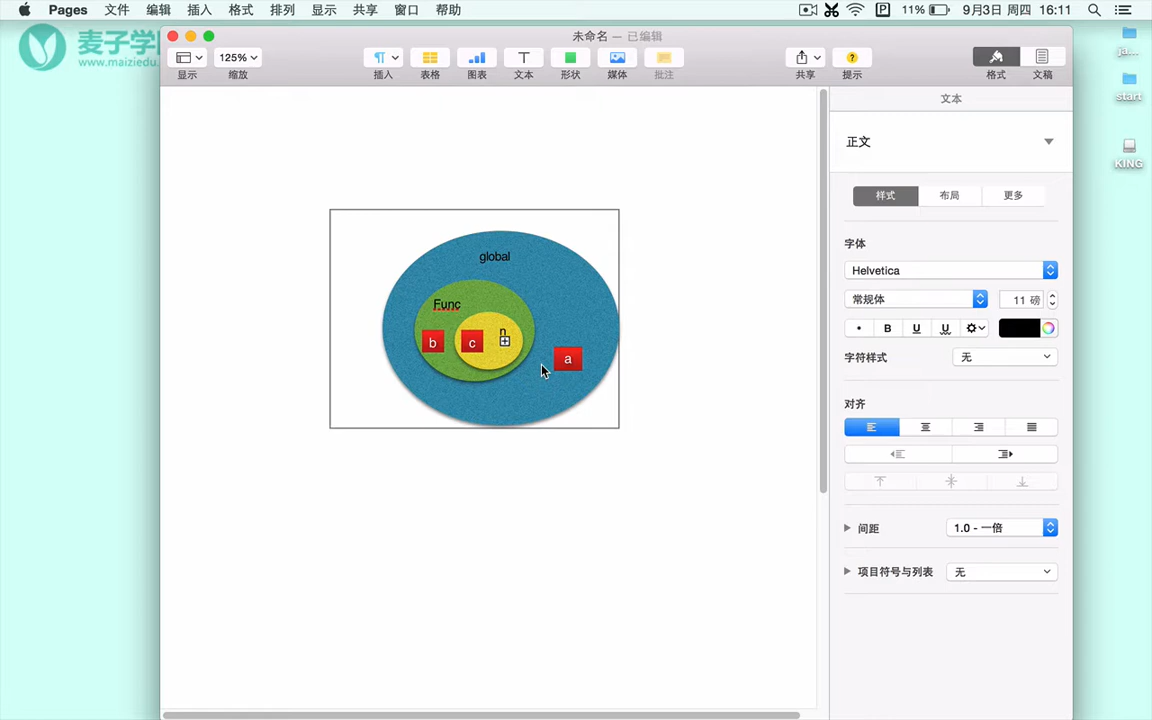 Pages 文件 编辑 插入 格式 排列 显示 共享 窗口 帮助 11% 9月3日 周四 16:11
麦子学
www.maiziedu.
未命名 — 已编辑
125%
显示 缩放 插入 表格 图表 文本 形状 媒体 批注 共享 提示 格式 文稿
ja...
start
KING
文本
正文
样式 布局 更多
字体
Helvetica
常规体 11 磅
B U U
字符样式 无
对齐
间距 1.0 - 一倍
项目符号与列表 无
global
Func
n
b c
a